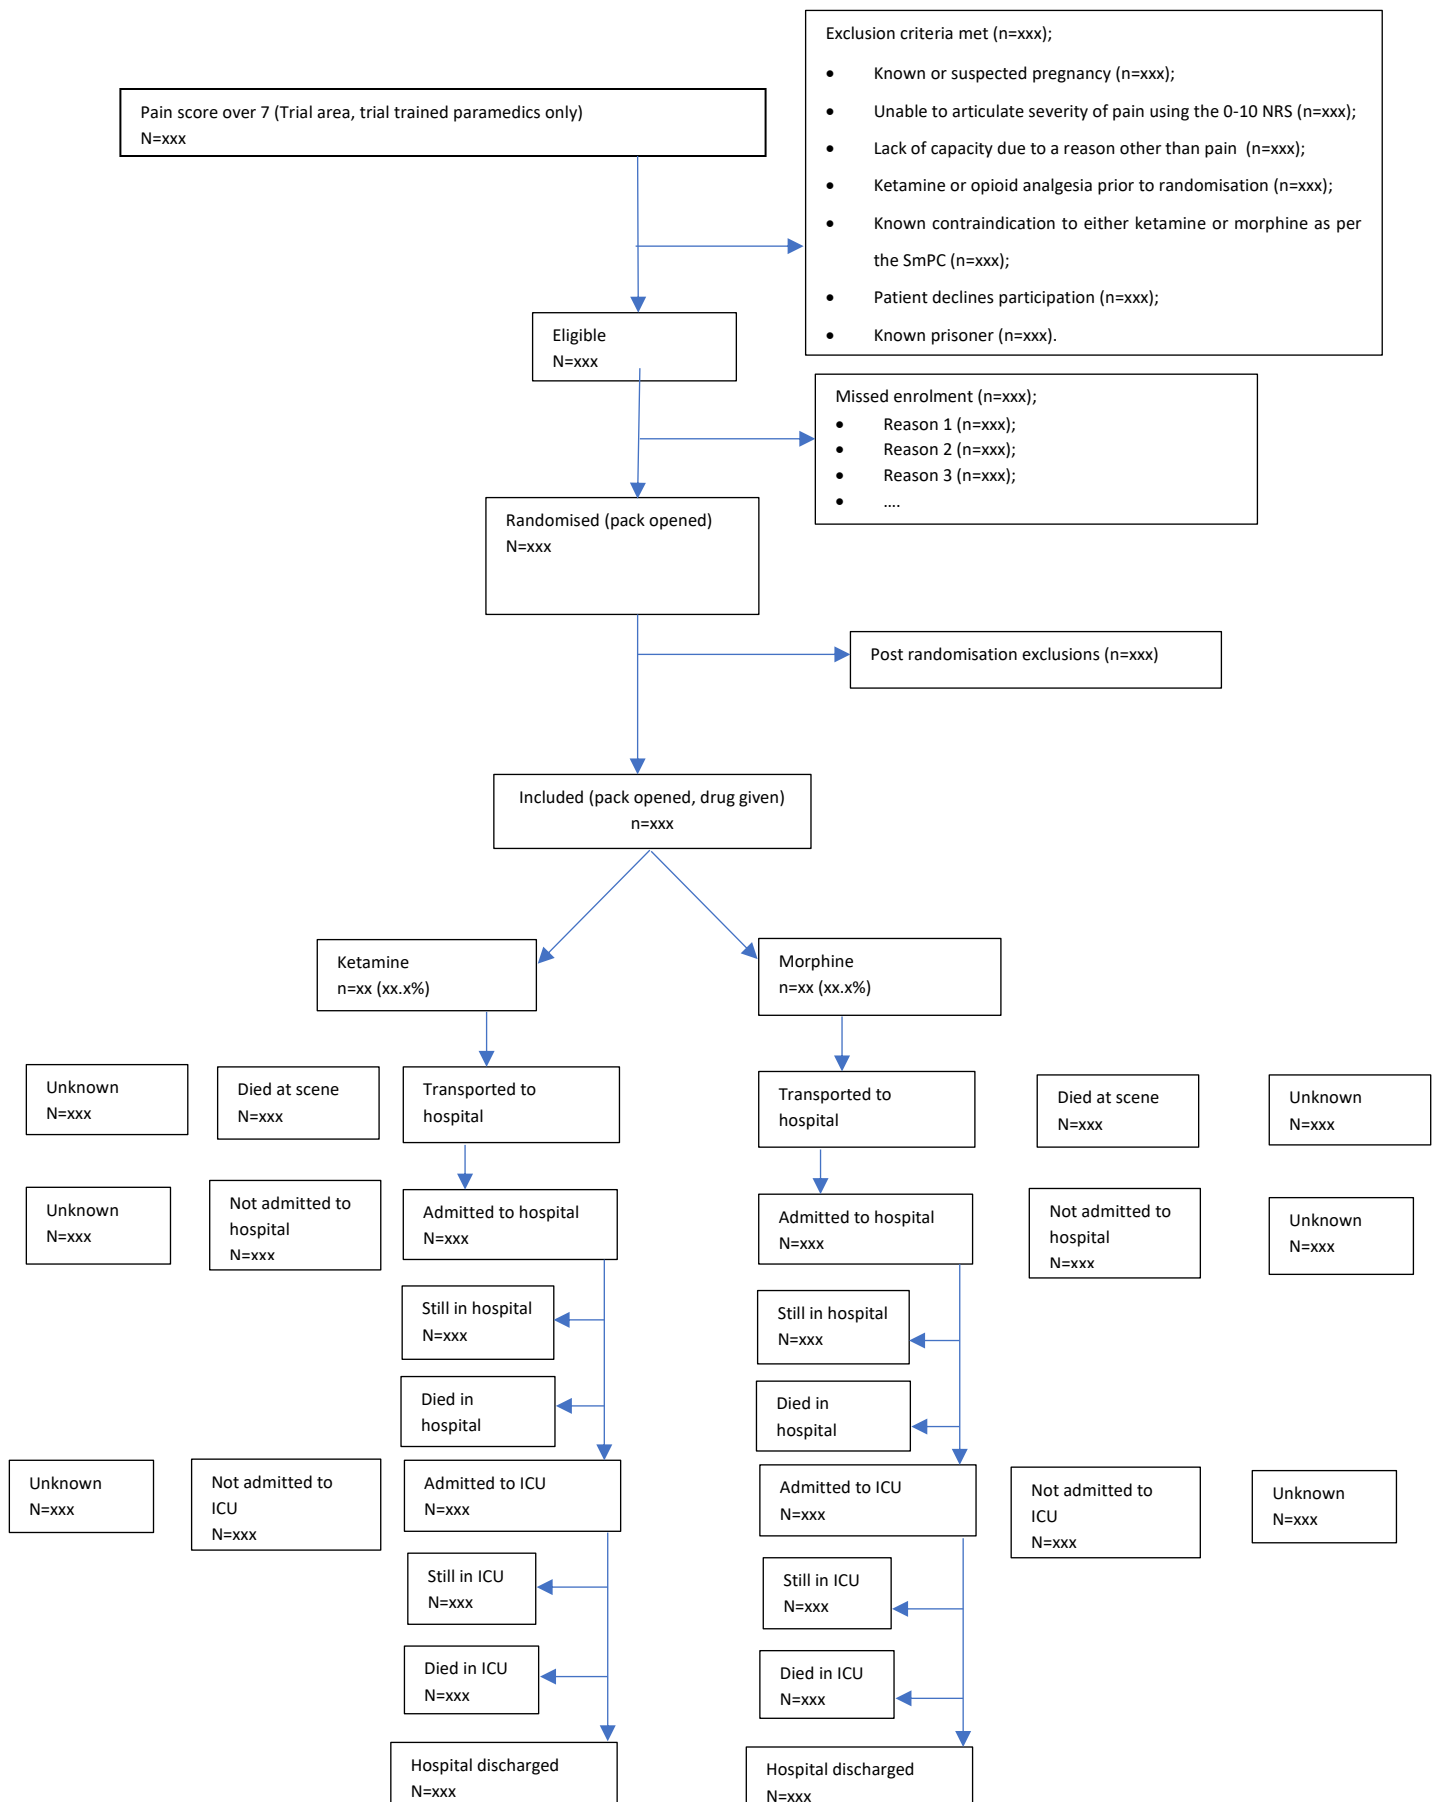 Exclusion criteria met (n=xxx);
• Known or suspected pregnancy (n=xxx);
• Unable to articulate severity of pain using the 0-10 NRS (n=xxx);
• Lack of capacity due to a reason other than pain (n=xxx);
• Ketamine or opioid analgesia prior to randomisation (n=xxx);
• Known contraindication to either ketamine or morphine as per
the SmPC (n=xxx);
• Patient declines participation (n=xxx);
• Known prisoner (n=xxx).
Pain score over 7 (Trial area, trial trained paramedics only)
N=xxx
Eligible
N=xxx
Missed enrolment (n=xxx);
• Reason 1 (n=xxx);
• Reason 2 (n=xxx);
• Reason 3 (n=xxx);
• ....
Randomised (pack opened)
N=xxx
Post randomisation exclusions (n=xxx)
Included (pack opened, drug given)
n=xxx
Ketamine
n=xx (xx.x%)
Morphine
n=xx (xx.x%)
Unknown
N=xxx
Died at scene
N=xxx
Transported to
hospital
Transported to
hospital
Died at scene
N=xxx
Unknown
N=xxx
Unknown
N=xxx
Not admitted to
hospital
N=xxx
Admitted to hospital
N=xxx
Admitted to hospital
N=xxx
Not admitted to
hospital
N=xxx
Unknown
N=xxx
Still in hospital
N=xxx
Still in hospital
N=xxx
Died in
hospital
Died in
hospital
Unknown
N=xxx
Not admitted to
ICU
N=xxx
Admitted to ICU
N=xxx
Admitted to ICU
N=xxx
Not admitted to
ICU
N=xxx
Unknown
N=xxx
Still in ICU
N=xxx
Still in ICU
N=xxx
Died in ICU
N=xxx
Died in ICU
N=xxx
Hospital discharged
N=xxx
Hospital discharged
N=xxx